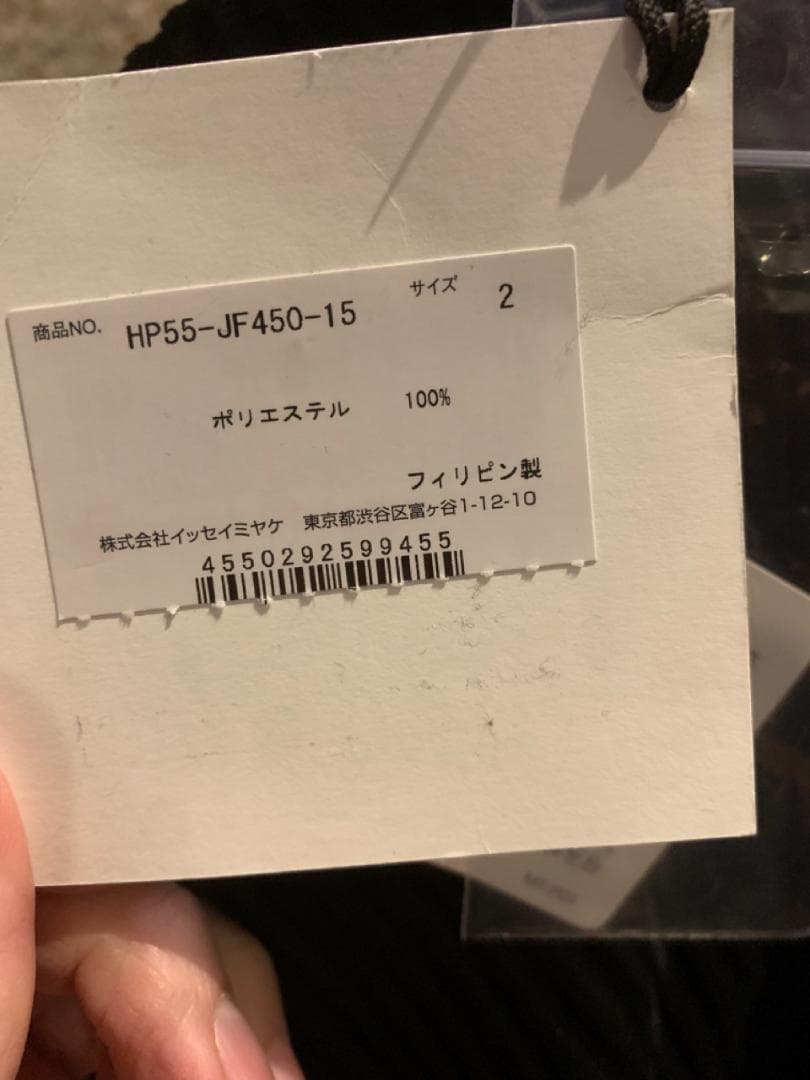 商品NO. HP55-JF450-15 サイズ 2
ポリエステル 100%
フィリピン製
株式会社イッセイミヤケ 東京都渋谷区富ヶ谷1-12-10
4550292599455